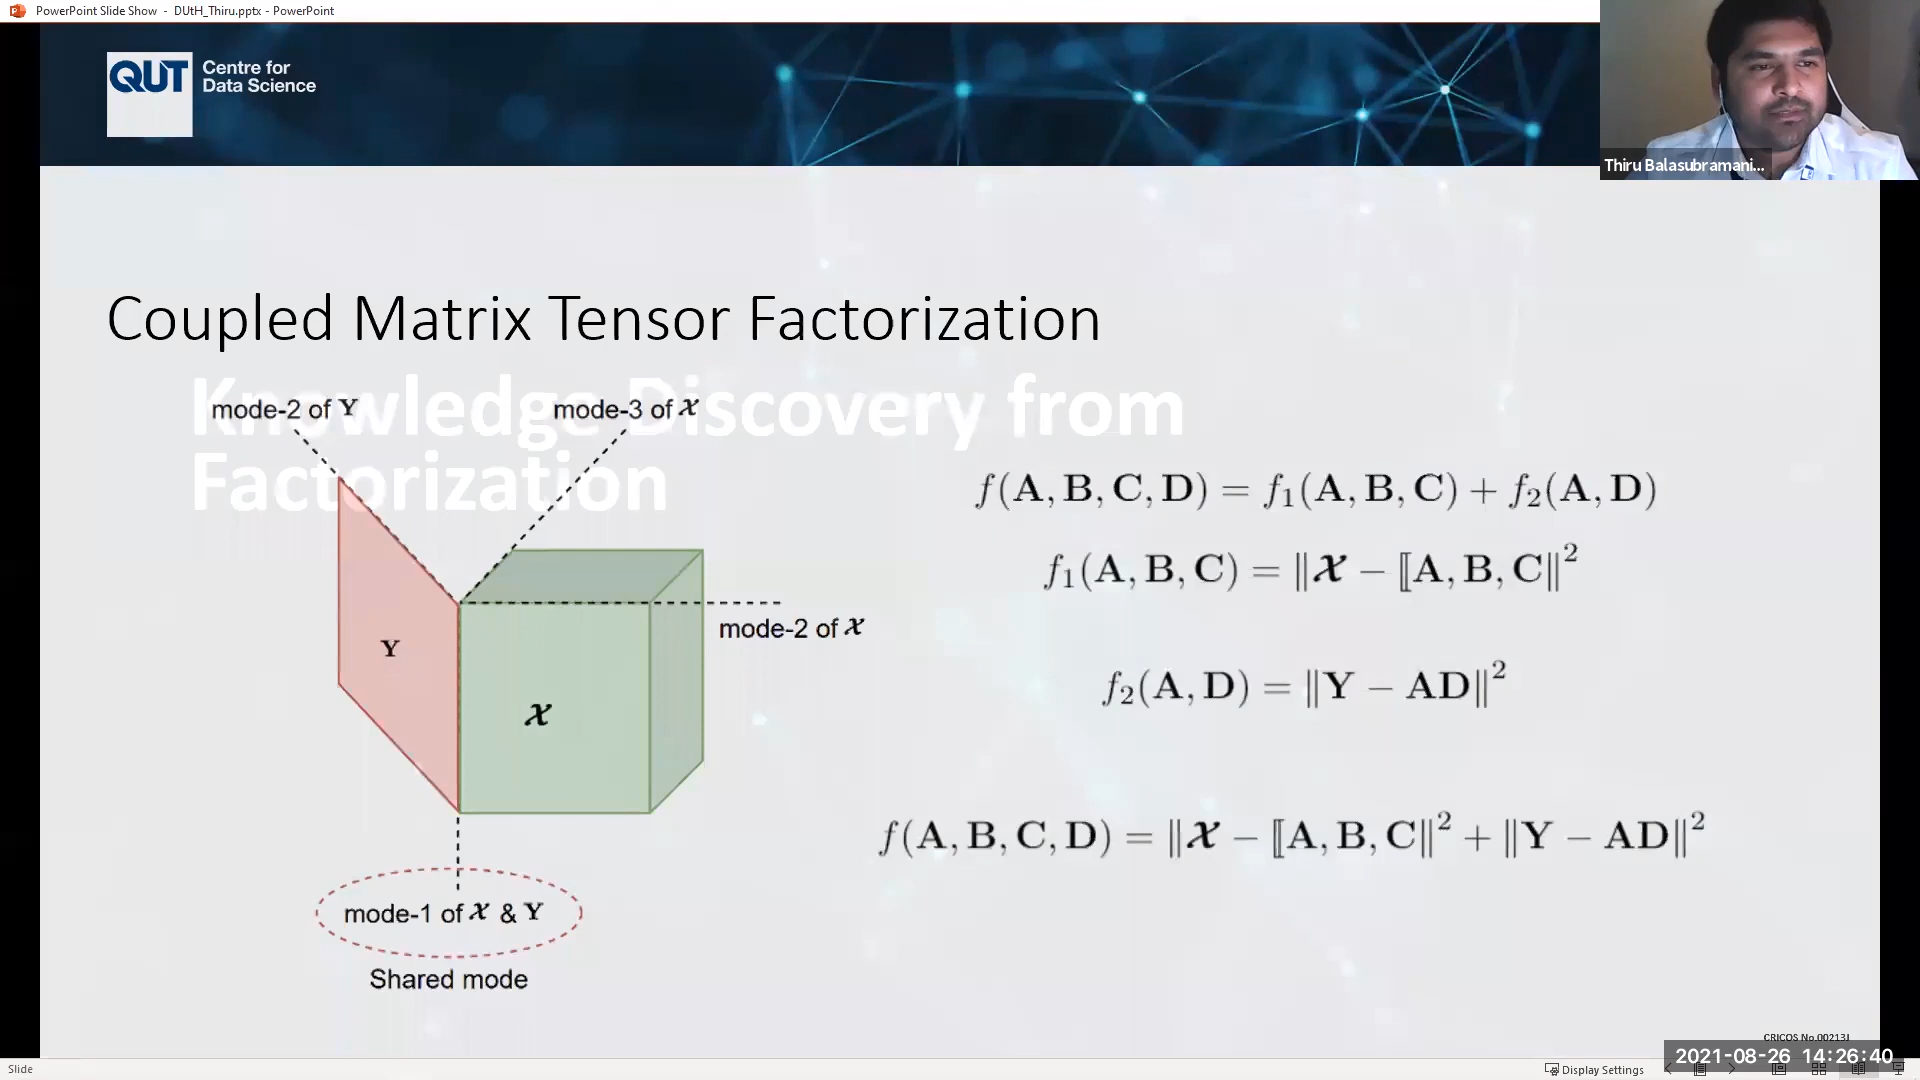 PowerPoint Slide Show - DUtH_Thiru.pptx - PowerPoint
QUT Centre for
Data Science
Thiru Balasubramani...
Coupled Matrix Tensor Factorization
Knowledge Discovery from
Factorization
mode-2 of Y
mode-3 of 𝓧
f(A, B, C, D) = f₁(A, B, C) + f₂(A, D)
f₁(A, B, C) = ‖𝓧 − ⟦A, B, C‖²
mode-2 of 𝓧
Y
f₂(A, D) = ‖Y − AD‖²
𝓧
f(A, B, C, D) = ‖𝓧 − ⟦A, B, C‖² + ‖Y − AD‖²
mode-1 of 𝓧 & Y
Shared mode
CRICOS No.00213J
2021-08-26 14:26:40
Slide
Display Settings